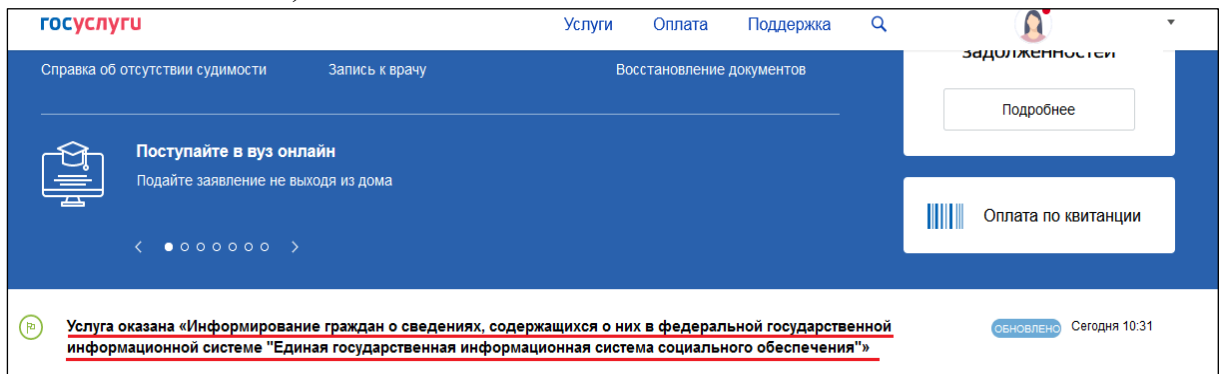 госуслуги Услуги Оплата Поддержка
задолженностей
Справка об отсутствии судимости Запись к врачу Восстановление документов
Подробнее
Поступайте в вуз онлайн
Подайте заявление не выходя из дома
Оплата по квитанции
Услуга оказана «Информирование граждан о сведениях, содержащихся о них в федеральной государственной
информационной системе "Единая государственная информационная система социального обеспечения"»
ОБНОВЛЕНО Сегодня 10:31